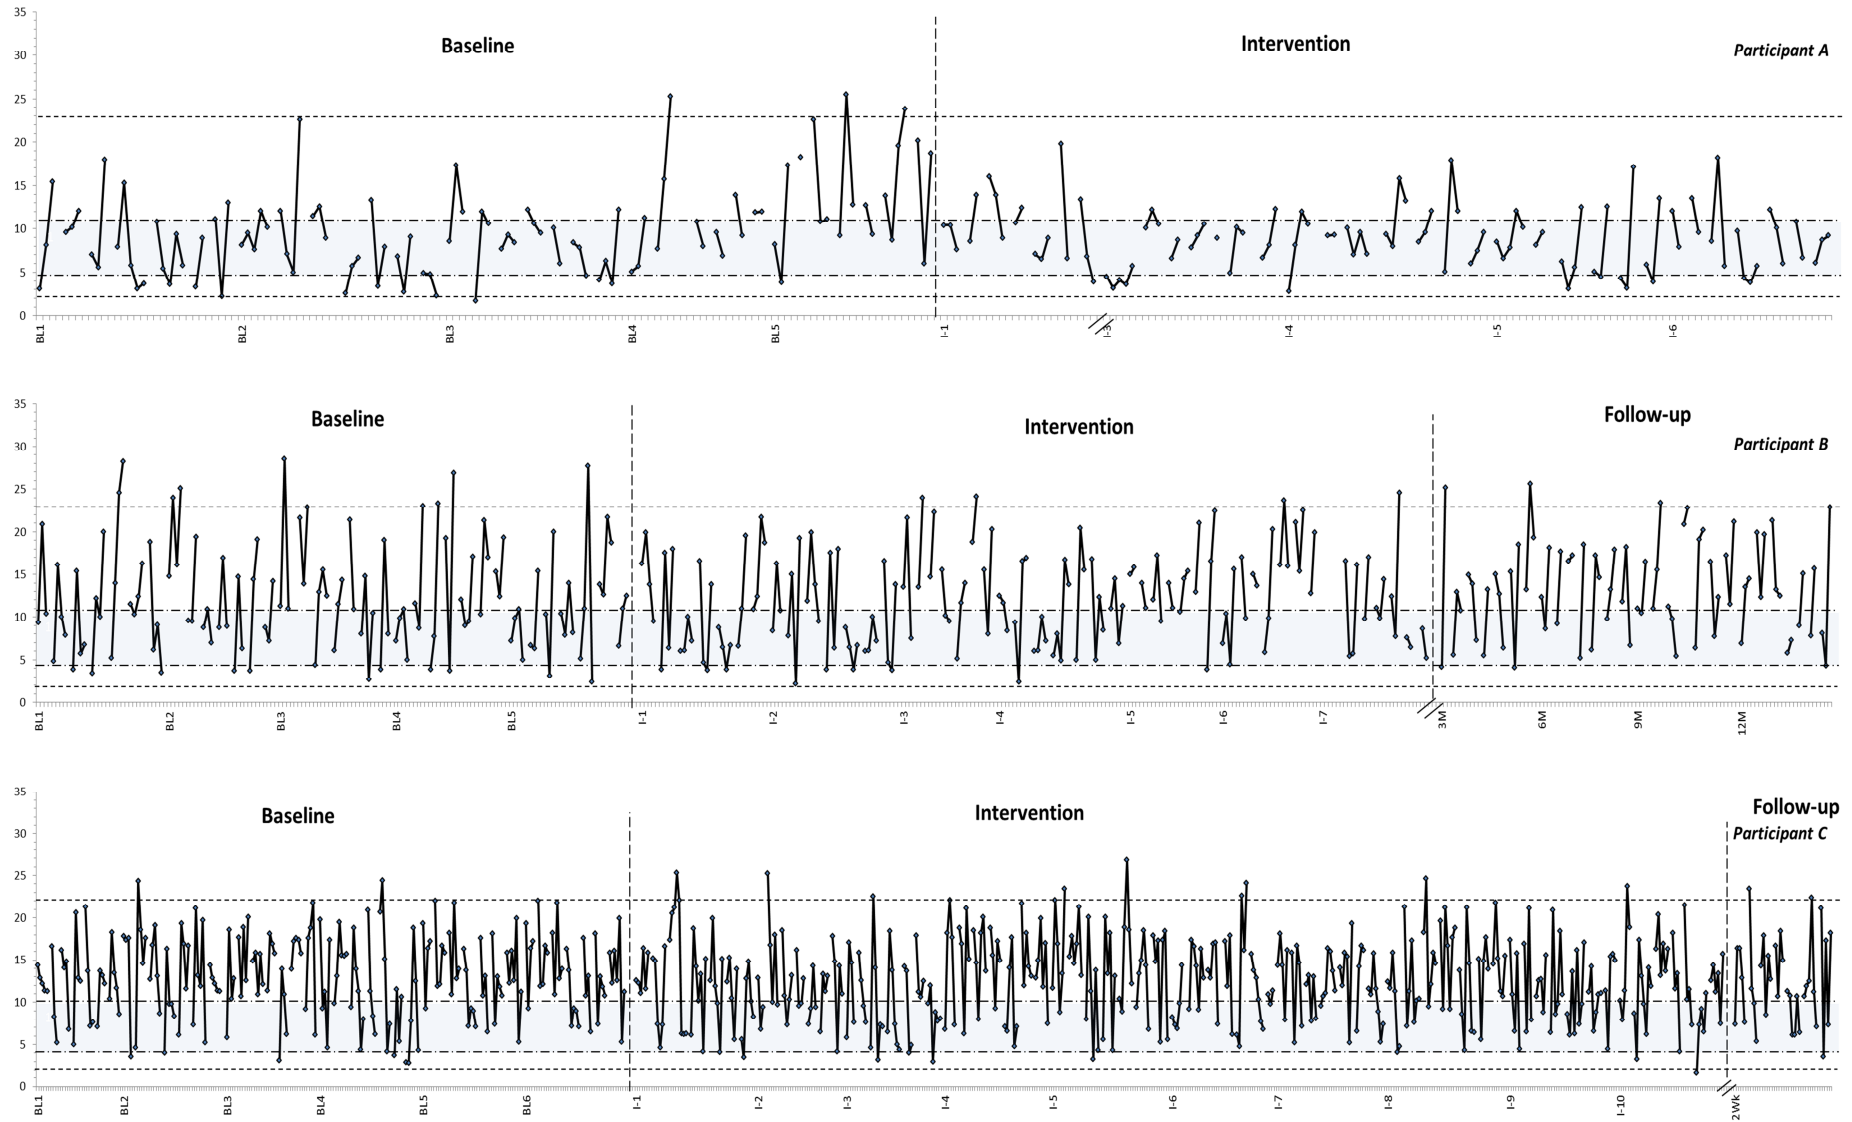 35
Baseline
Intervention
Participant A
30
25
20
15
10
5
0
BL1 BL2 BL3 BL4 BL5 I-1 I-3 I-4 I-5 I-6
35
Baseline
Intervention
Follow-up
Participant B
30
25
20
15
10
5
0
BL1 BL2 BL3 BL4 BL5 I-1 I-2 I-3 I-4 I-5 I-6 I-7 3M 6M 9M 12M
35
Baseline
Intervention
Follow-up
Participant C
30
25
20
15
10
5
0
BL1 BL2 BL3 BL4 BL5 BL6 I-1 I-2 I-3 I-4 I-5 I-6 I-7 I-8 I-9 I-10 2Wk